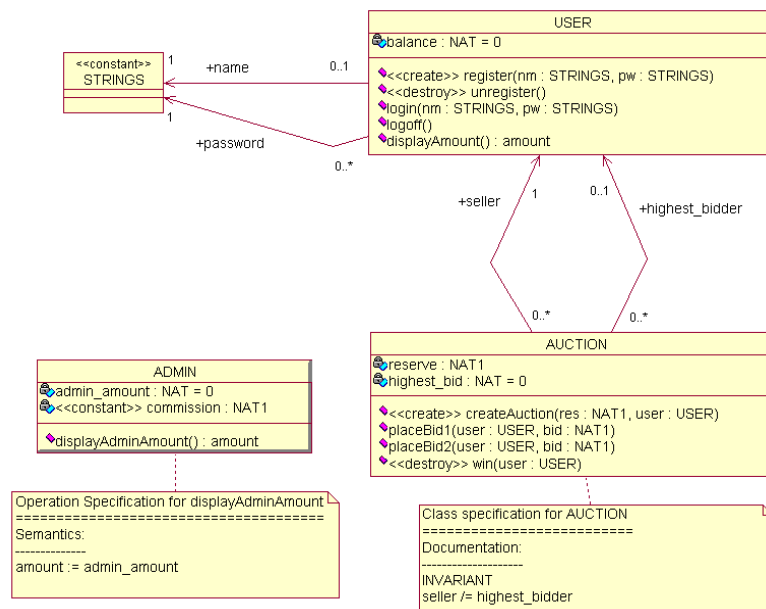 USER
balance : NAT = 0
<<create>> register(nm : STRINGS, pw : STRINGS)
<<destroy>> unregister()
login(nm : STRINGS, pw : STRINGS)
logoff()
displayAmount() : amount
<<constant>>
STRINGS
1
+name
0..1
1
+password
0..*
+seller
1
0..1
+highest_bidder
0..*
0..*
AUCTION
reserve : NAT1
highest_bid : NAT = 0
<<create>> createAuction(res : NAT1, user : USER)
placeBid1(user : USER, bid : NAT1)
placeBid2(user : USER, bid : NAT1)
<<destroy>> win(user : USER)
ADMIN
admin_amount : NAT = 0
<<constant>> commission : NAT1
displayAdminAmount() : amount
Operation Specification for displayAdminAmount
=====================================
Semantics:
--------------
amount := admin_amount
Class specification for AUCTION
==========================
Documentation:
--------------------
INVARIANT
seller /= highest_bidder